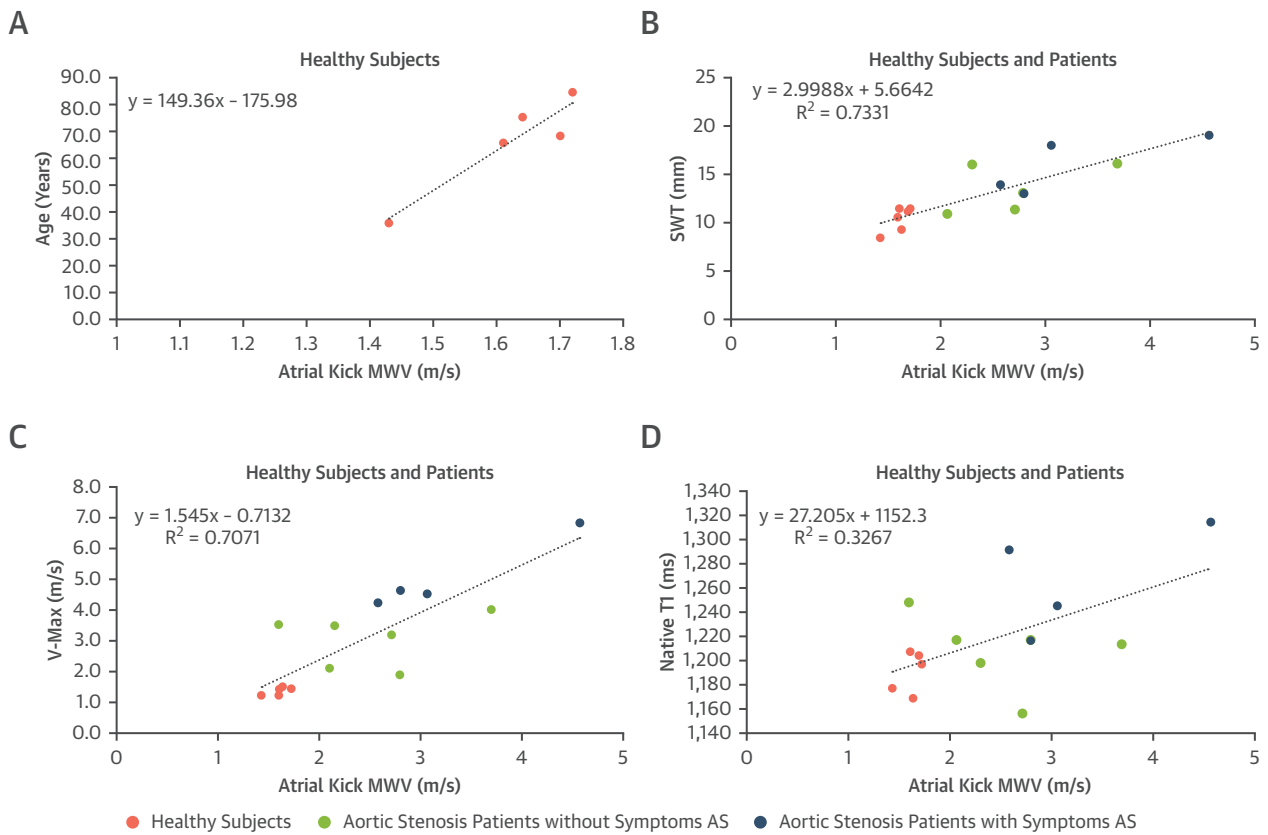 A
Healthy Subjects
y = 149.36x – 175.98
90.0
80.0
70.0
60.0
50.0
40.0
30.0
20.0
10.0
0.0
Age (Years)
1 1.1 1.2 1.3 1.4 1.5 1.6 1.7 1.8
Atrial Kick MWV (m/s)
B
Healthy Subjects and Patients
y = 2.9988x + 5.6642
R² = 0.7331
25
20
15
10
5
0
SWT (mm)
0 1 2 3 4 5
Atrial Kick MWV (m/s)
C
Healthy Subjects and Patients
y = 1.545x – 0.7132
R² = 0.7071
8.0
7.0
6.0
5.0
4.0
3.0
2.0
1.0
0.0
V-Max (m/s)
0 1 2 3 4 5
Atrial Kick MWV (m/s)
D
Healthy Subjects and Patients
y = 27.205x + 1152.3
R² = 0.3267
1,340
1,320
1,300
1,280
1,260
1,240
1,220
1,200
1,180
1,160
1,140
Native T1 (ms)
0 1 2 3 4 5
Atrial Kick MWV (m/s)
Healthy Subjects Aortic Stenosis Patients without Symptoms AS Aortic Stenosis Patients with Symptoms AS